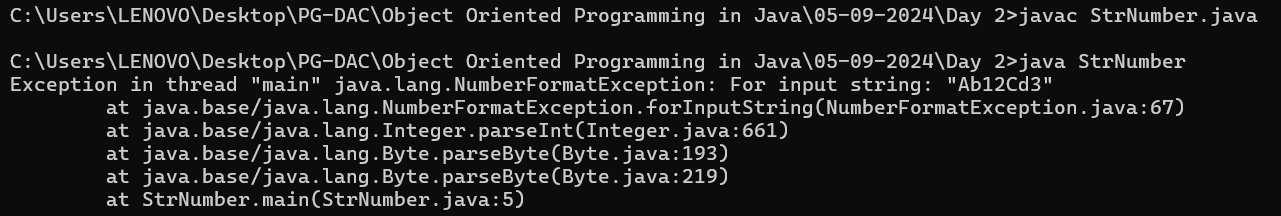 C:\Users\LENOVO\Desktop\PG-DAC\Object Oriented Programming in Java\05-09-2024\Day 2>javac StrNumber.java
C:\Users\LENOVO\Desktop\PG-DAC\Object Oriented Programming in Java\05-09-2024\Day 2>java StrNumber
Exception in thread "main" java.lang.NumberFormatException: For input string: "Ab12Cd3"
        at java.base/java.lang.NumberFormatException.forInputString(NumberFormatException.java:67)
        at java.base/java.lang.Integer.parseInt(Integer.java:661)
        at java.base/java.lang.Byte.parseByte(Byte.java:193)
        at java.base/java.lang.Byte.parseByte(Byte.java:219)
        at StrNumber.main(StrNumber.java:5)